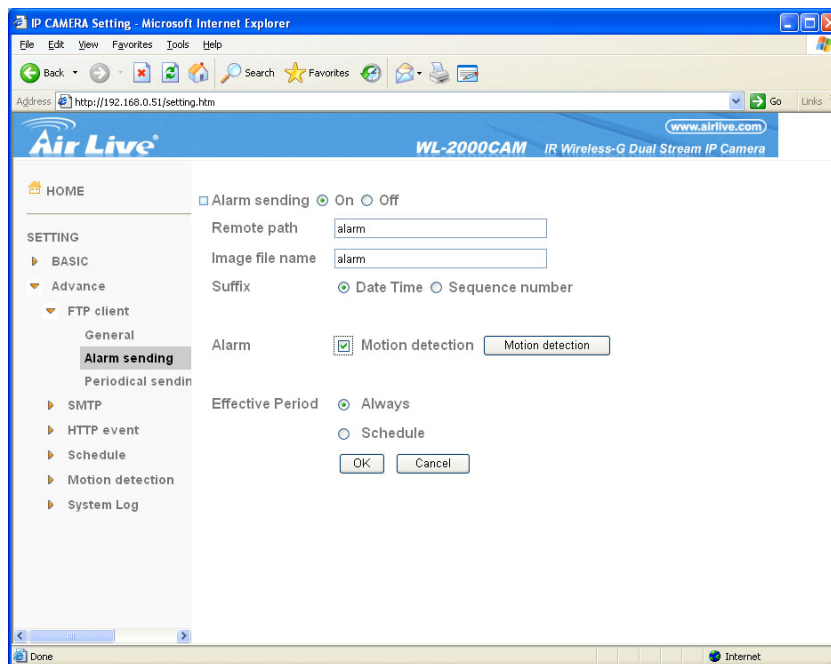 IP CAMERA Setting - Microsoft Internet Explorer
File Edit View Favorites Tools Help
Back Search Favorites
Address http://192.168.0.51/setting.htm Go Links
Air Live®
www.airlive.com
WL-2000CAM IR Wireless-G Dual Stream IP Camera
HOME
SETTING
BASIC
Advance
FTP client
General
Alarm sending
Periodical sendin
SMTP
HTTP event
Schedule
Motion detection
System Log
Alarm sending On Off
Remote path alarm
Image file name alarm
Suffix Date Time Sequence number
Alarm Motion detection Motion detection
Effective Period Always
Schedule
OK Cancel
Done Internet